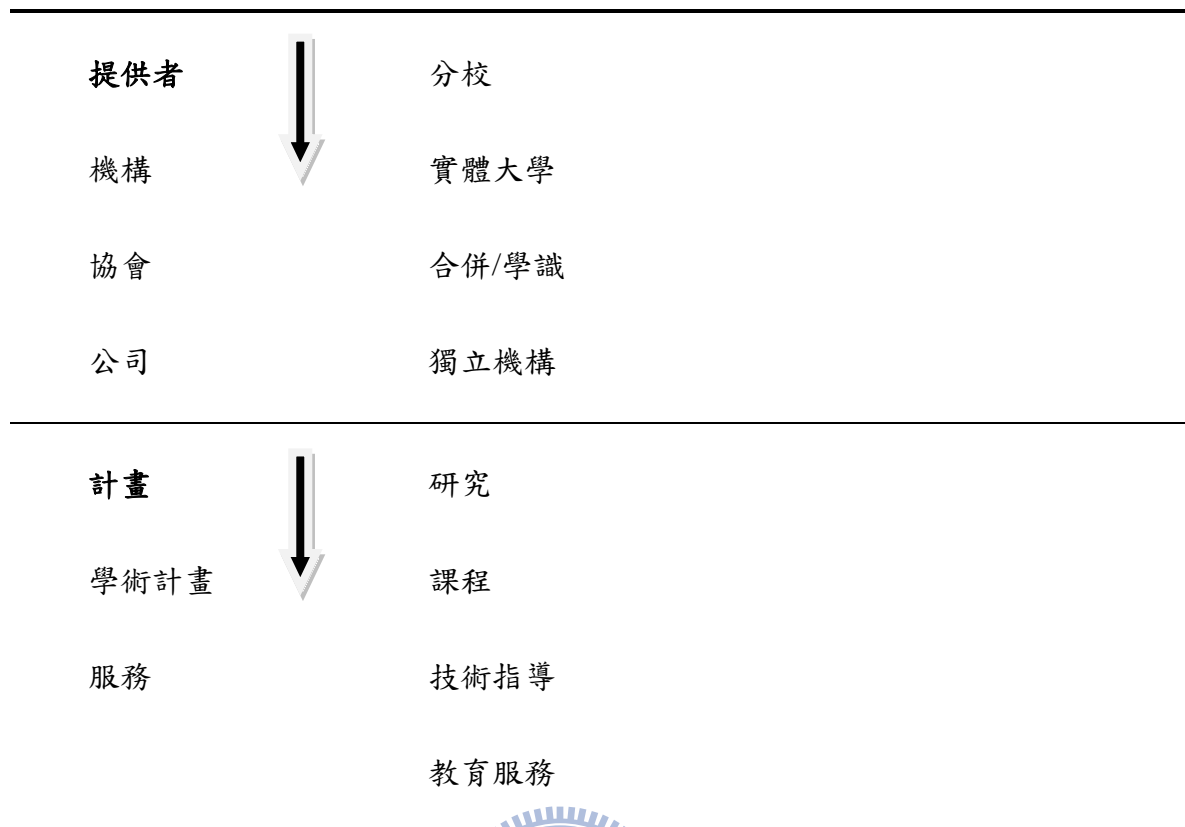 提供者 分校
機構 實體大學
協會 合併/學識
公司 獨立機構
計畫 研究
學術計畫 課程
服務 技術指導
教育服務